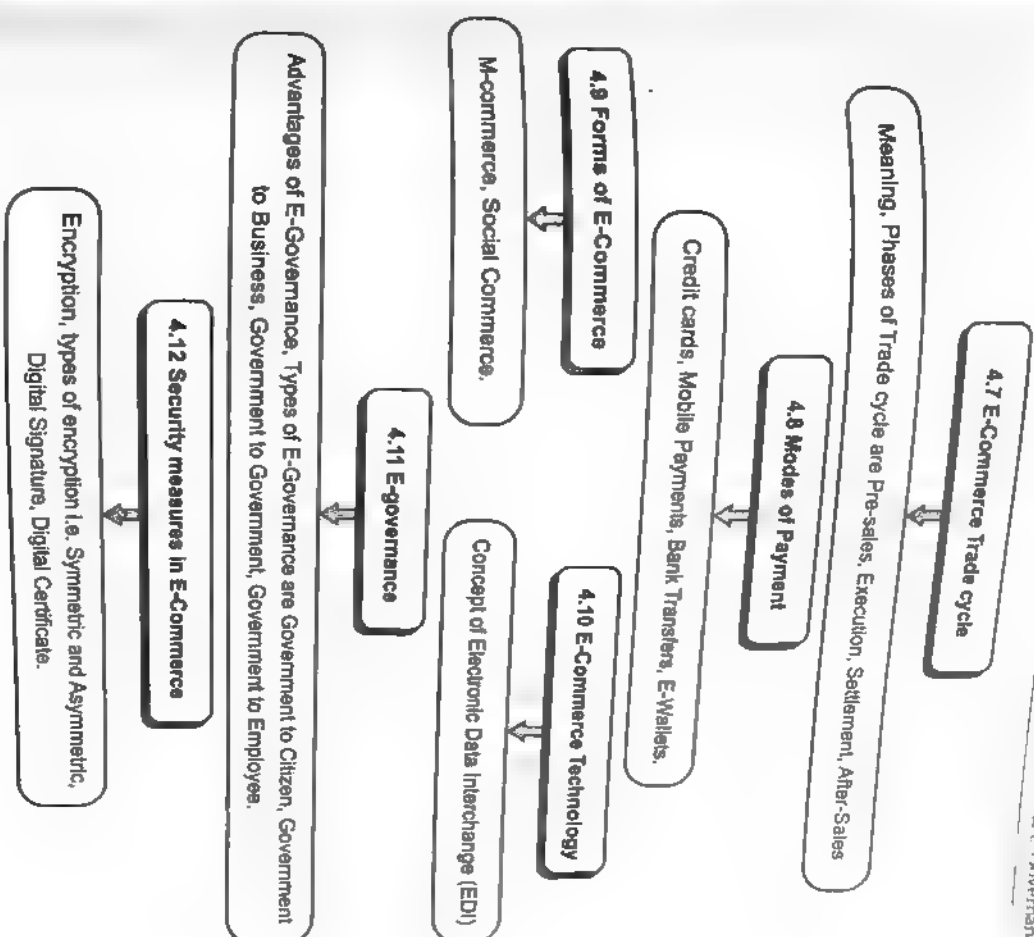 4.7 E-Commerce Trade cycle
Meaning, Phases of Trade cycle are Pre-sales, Execution, Settlement, After-Sales
4.8 Modes of Payment
Credit cards, Mobile Payments, Bank Transfers, E-Wallets.
4.9 Forms of E-Commerce
M-commerce, Social Commerce.
4.10 E-Commerce Technology
Concept of Electronic Data Interchange (EDI)
4.11 E-governance
Advantages of E-Governance, Types of E-Governance are Government to Citizen, Government
to Business, Government to Government, Government to Employee.
4.12 Security measures in E-Commerce
Encryption, types of encryption i.e. Symmetric and Asymmetric,
Digital Signature, Digital Certificate.